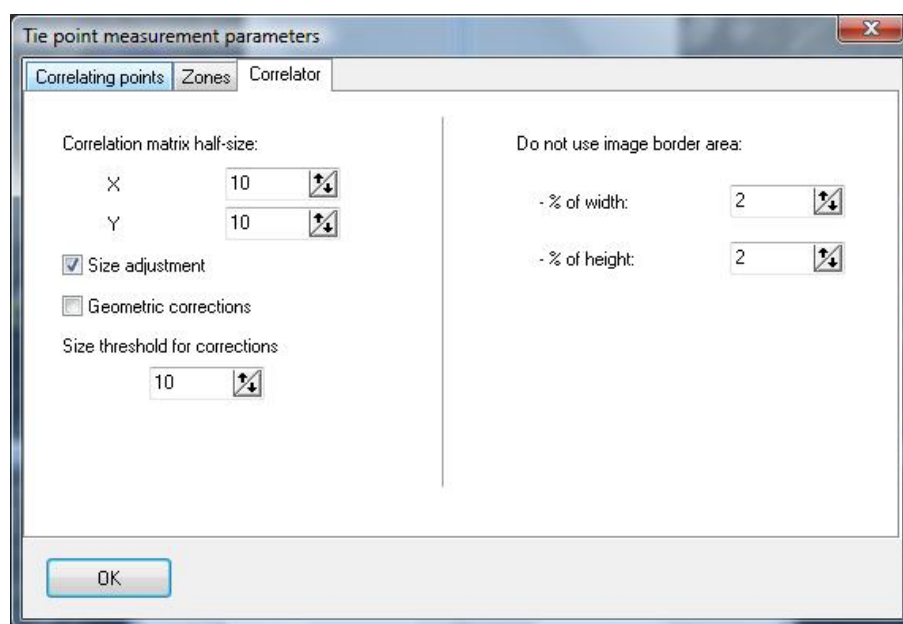 Tie point measurement parameters
Correlating points Zones Correlator
Correlation matrix half-size:
X 10
Y 10
Size adjustment
Geometric corrections
Size threshold for corrections
10
Do not use image border area:
- % of width: 2
- % of height: 2
OK